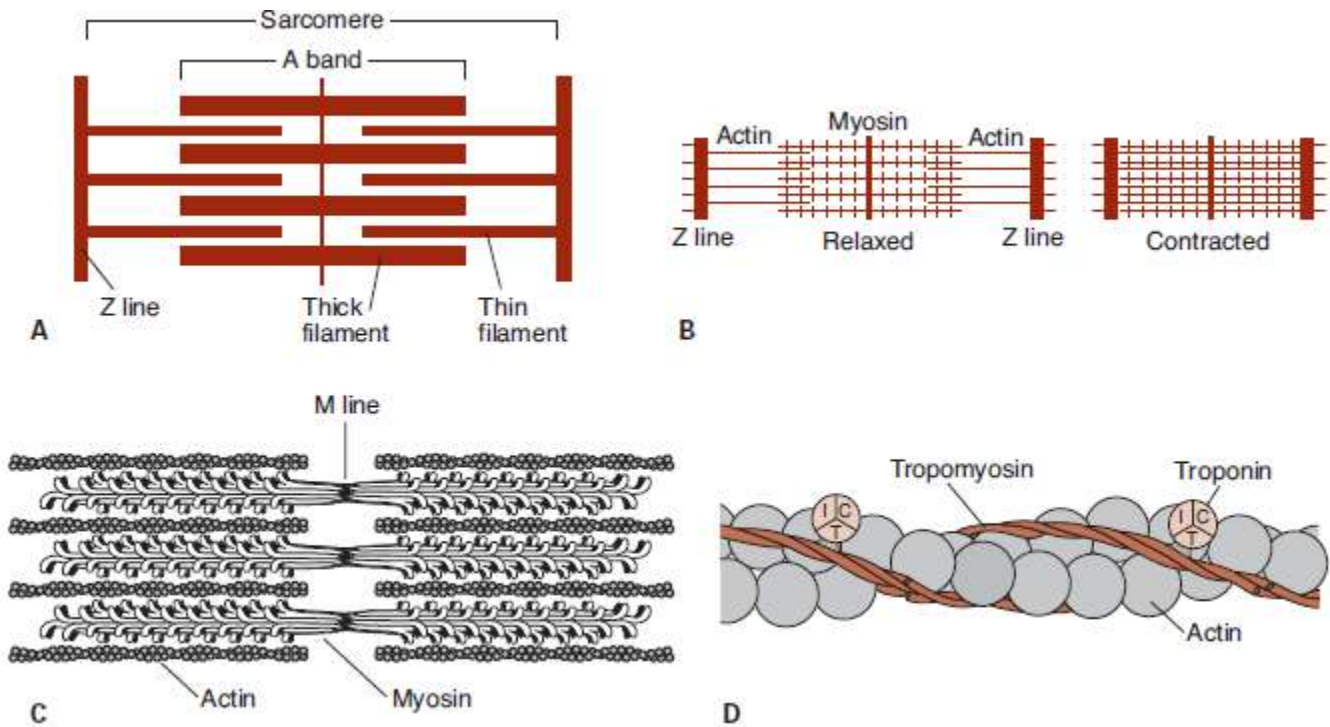 Sarcomere
A band
Z line
Thick
filament
Thin
filament
A
Actin
Myosin
Actin
Z line
Relaxed
Z line
Contracted
B
M line
Actin
Myosin
C
Tropomyosin
Troponin
I C
T
I C
T
Actin
D